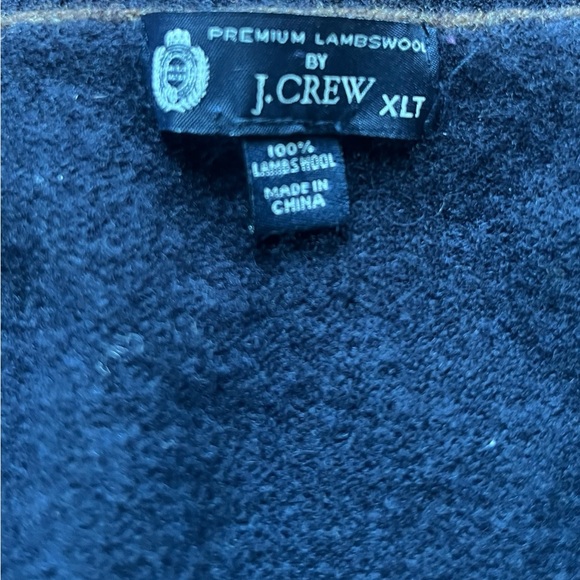 PREMIUM LAMBSWOOL
BY
J.CREW XLT
100%
LAMBSWOOL
MADE IN
CHINA